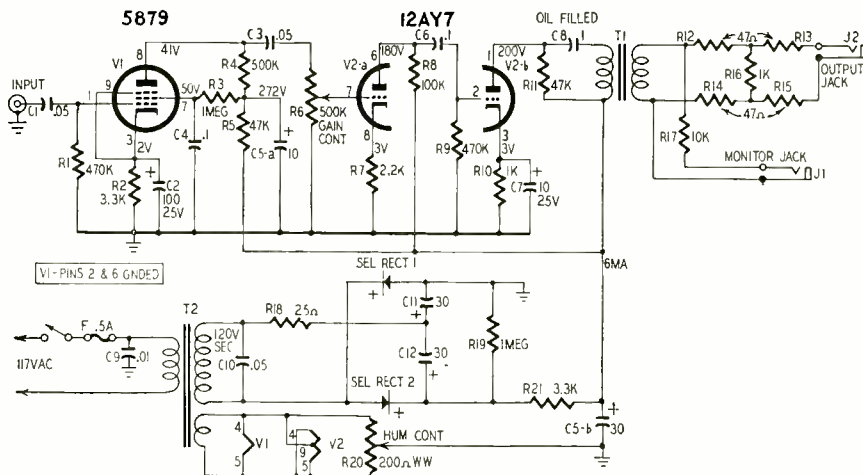 5879
12AY7
OIL FILLED
V1
8
41V
C3 .05
R4
500K
V2-a
6
180V
C6 .1
R8
100K
1
200V
V2-b
C8 .1
R11
47K
T1
R12
47Ω
R13
J2
OUTPUT
JACK
R16
1K
R14
47Ω
R15
INPUT
C1 .05
9
1
7
50V
R3
1MEG
272V
R6
500K
GAIN
CONT
7
2
3
2V
C4
.1
R5
47K
C5-a
+
10
8
3V
R9
470K
3
3V
R17
10K
R1
470K
R2
3.3K
+
C2
100
25V
R7
2.2K
R10
1K
+
C7
10
25V
MONITOR JACK
J1
V1-PINS 2 & 6 GNDED
SEL RECT 1
+
6MA
T2
R18 25Ω
C11
30
+
F .5A
120V
SEC
C10
.05
C12
30
+
R19
1MEG
117VAC
C9
.01
SEL RECT 2
+
R21 3.3K
+
C5-b
30
4
V1
5
4
9
5
V2
HUM CONT
R20
200Ω WW